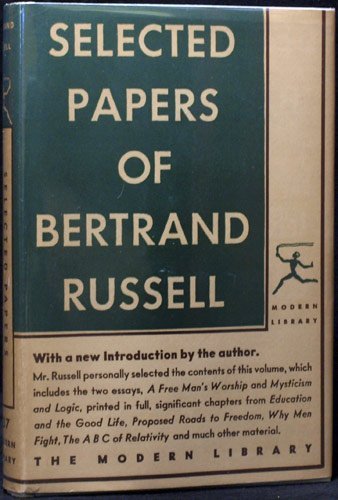 SELECTED
PAPERS
OF
BERTRAND
RUSSELL
MODERN
LIBRARY
With a new Introduction by the author.
Mr. Russell personally selected the contents of this volume, which
includes the two essays, A Free Man's Worship and Mysticism
and Logic, printed in full, significant chapters from Education
and the Good Life, Proposed Roads to Freedom, Why Men
Fight, The A B C of Relativity and much other material.
THE MODERN LIBRARY
SELECTED PAPERS